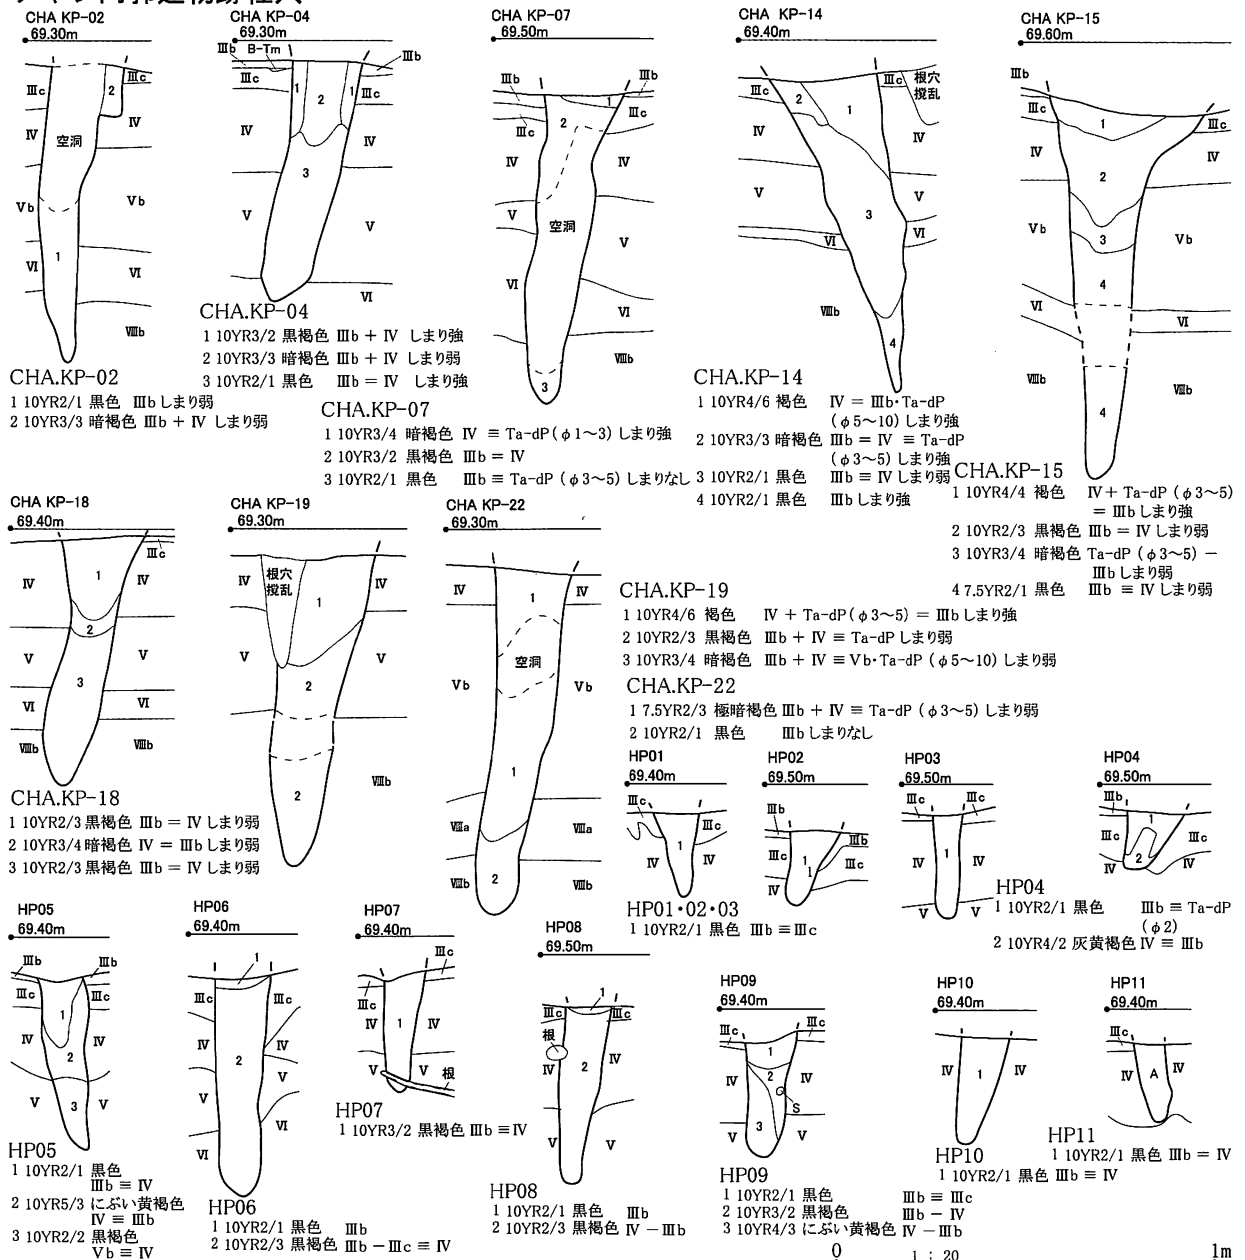 CHA KP-02
69.30m
Ⅲc
Ⅲc
2
Ⅳ
Ⅳ
空洞
Ⅴb
Ⅴb
1
Ⅵ
Ⅵ
Ⅷb
CHA.KP-02
1 10YR2/1 黒色 Ⅲb しまり弱
2 10YR3/3 暗褐色 Ⅲb + Ⅳ しまり弱
CHA KP-04
69.30m
Ⅲb
B-Tm
Ⅲb
Ⅲc
1
2
1
Ⅲc
Ⅳ
Ⅳ
3
Ⅴ
Ⅴ
Ⅵ
CHA.KP-04
1 10YR3/2 黒褐色 Ⅲb + Ⅳ しまり強
2 10YR3/3 暗褐色 Ⅲb + Ⅳ しまり弱
3 10YR2/1 黒色 Ⅲb = Ⅳ しまり強
CHA KP-07
69.50m
Ⅲb
Ⅲb
1
Ⅲc
2
Ⅲc
Ⅳ
Ⅳ
Ⅴ
空洞
Ⅴ
Ⅵ
Ⅵ
Ⅷb
3
CHA.KP-07
1 10YR3/4 暗褐色 Ⅳ ≡ Ta-dP(φ1～3) しまり強
2 10YR3/2 黒褐色 Ⅲb = Ⅳ
3 10YR2/1 黒色 Ⅲb ≡ Ta-dP (φ3～5) しまりなし
CHA KP-14
69.40m
Ⅲc
2
1
Ⅲc
根穴
撹乱
Ⅳ
Ⅳ
Ⅴ
Ⅴ
3
Ⅵ
Ⅵ
Ⅷb
4
CHA.KP-14
1 10YR4/6 褐色 Ⅳ = Ⅲb・Ta-dP
(φ5～10) しまり強
2 10YR3/3 暗褐色 Ⅲb = Ⅳ ≡ Ta-dP
(φ3～5) しまり強
3 10YR2/1 黒色 Ⅲb ≡ Ⅳ しまり弱
4 10YR2/1 黒色 Ⅲb しまり強
CHA KP-15
69.60m
Ⅲb
Ⅲc
1
Ⅲc
Ⅳ
Ⅳ
2
Ⅴb
3
Ⅴb
4
Ⅵ
Ⅵ
Ⅷb
Ⅷb
4
CHA.KP-15
1 10YR4/4 褐色 Ⅳ+ Ta-dP (φ3～5)
= Ⅲb しまり強
2 10YR2/3 黒褐色 Ⅲb = Ⅳ しまり弱
3 10YR3/4 暗褐色 Ta-dP (φ3～5) −
Ⅲb しまり弱
4 7.5YR2/1 黒色 Ⅲb ≡ Ⅳ しまり弱
CHA KP-18
69.40m
Ⅲc
1
Ⅳ
Ⅳ
2
Ⅴ
Ⅴ
3
Ⅵ
Ⅵ
Ⅷb
Ⅷb
CHA.KP-18
1 10YR2/3 黒褐色 Ⅲb = Ⅳ しまり弱
2 10YR3/4 暗褐色 Ⅳ = Ⅲb しまり弱
3 10YR2/3 黒褐色 Ⅲb = Ⅳ しまり弱
CHA KP-19
69.30m
Ⅳ
根穴
撹乱
1
Ⅳ
Ⅴ
Ⅴ
2
Ⅷb
2
CHA KP-22
69.30m
Ⅳ
1
Ⅳ
空洞
Ⅴb
Ⅴb
1
Ⅷa
Ⅷa
Ⅷb
2
Ⅷb
CHA.KP-19
1 10YR4/6 褐色 Ⅳ + Ta-dP(φ3～5) = Ⅲb しまり強
2 10YR2/3 黒褐色 Ⅲb + Ⅳ ≡ Ta-dP しまり弱
3 10YR3/4 暗褐色 Ⅲb + Ⅳ ≡ Ⅴb・Ta-dP (φ5～10) しまり弱
CHA.KP-22
1 7.5YR2/3 極暗褐色 Ⅲb + Ⅳ ≡ Ta-dP (φ3～5) しまり弱
2 10YR2/1 黒色 Ⅲb しまりなし
HP01
69.40m
Ⅲc
Ⅲc
1
Ⅳ
Ⅳ
HP02
69.50m
Ⅲb
Ⅲc
1
1
Ⅲb
Ⅲc
Ⅳ
HP03
69.50m
Ⅲc
Ⅲc
1
Ⅳ
Ⅳ
Ⅴ
Ⅴ
HP01・02・03
1 10YR2/1 黒色 Ⅲb ≡ Ⅲc
HP04
69.50m
Ⅲb
1
Ⅲc
Ⅲc
2
Ⅳ
Ⅳ
HP04
1 10YR2/1 黒色 Ⅲb ≡ Ta-dP
(φ2)
2 10YR4/2 灰黄褐色 Ⅳ ≡ Ⅲb
HP05
69.40m
Ⅲb
Ⅲb
Ⅲc
Ⅲc
1
Ⅳ
Ⅳ
2
Ⅴ
3
Ⅴ
HP05
1 10YR2/1 黒色
Ⅲb ≡ Ⅳ
2 10YR5/3 にぶい黄褐色
Ⅳ ≡ Ⅲb
3 10YR2/2 黒褐色
Ⅴb ≡ Ⅳ
HP06
69.40m
1
Ⅲc
Ⅲc
Ⅳ
2
Ⅳ
Ⅴ
Ⅵ
Ⅵ
HP06
1 10YR2/1 黒色 Ⅲb
2 10YR2/3 黒褐色 Ⅲb − Ⅲc ≡ Ⅳ
HP07
69.40m
Ⅲc
Ⅲc
Ⅳ
1
Ⅳ
Ⅴ
Ⅴ
根
HP07
1 10YR3/2 黒褐色 Ⅲb ≡ Ⅳ
HP08
69.50m
1
Ⅲc
Ⅲc
根
Ⅳ
2
Ⅳ
Ⅴ
Ⅴ
HP08
1 10YR2/1 黒色 Ⅲb
2 10YR2/3 黒褐色 Ⅳ − Ⅲb
HP09
69.40m
Ⅲc
Ⅲc
1
2
Ⅳ
Ⅳ
S
Ⅴ
3
Ⅴ
HP09
1 10YR2/1 黒色 Ⅲb ≡ Ⅲc
2 10YR3/2 黒褐色 Ⅲb − Ⅳ
3 10YR4/3 にぶい黄褐色 Ⅳ − Ⅲb
HP10
69.40m
Ⅳ
1
Ⅳ
HP10
1 10YR2/1 黒色 Ⅲb ≡ Ⅳ
HP11
69.40m
Ⅲc
Ⅳ
A
Ⅳ
HP11
1 10YR2/1 黒色 Ⅲb = Ⅳ
0
1 : 20
1m